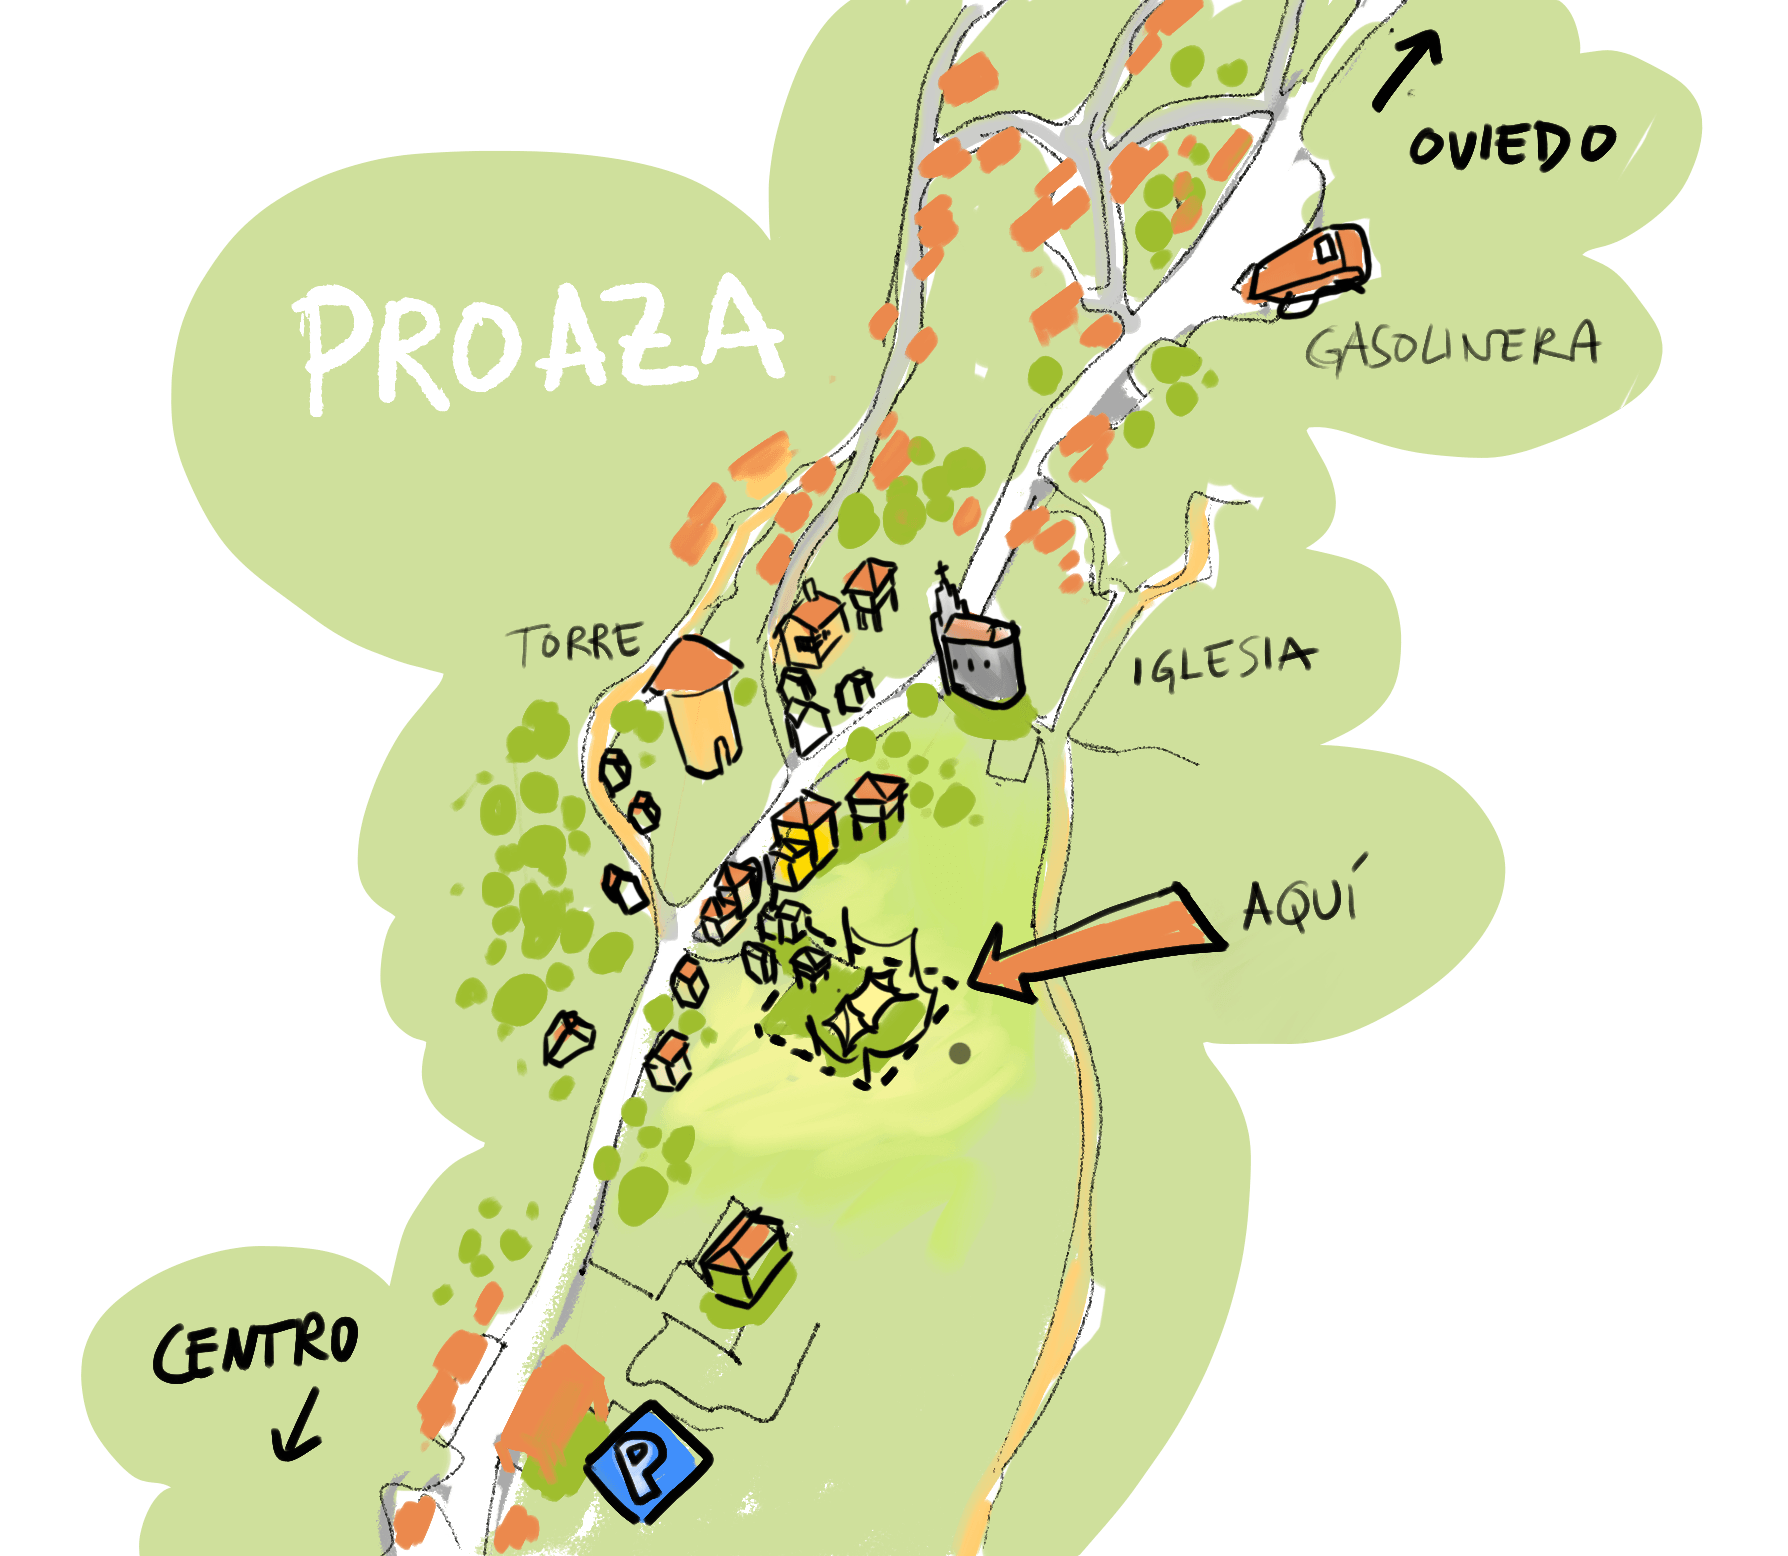 OVIEDO
PROAZA
GASOLINERA
TORRE
IGLESIA
AQUÍ
CENTRO
P